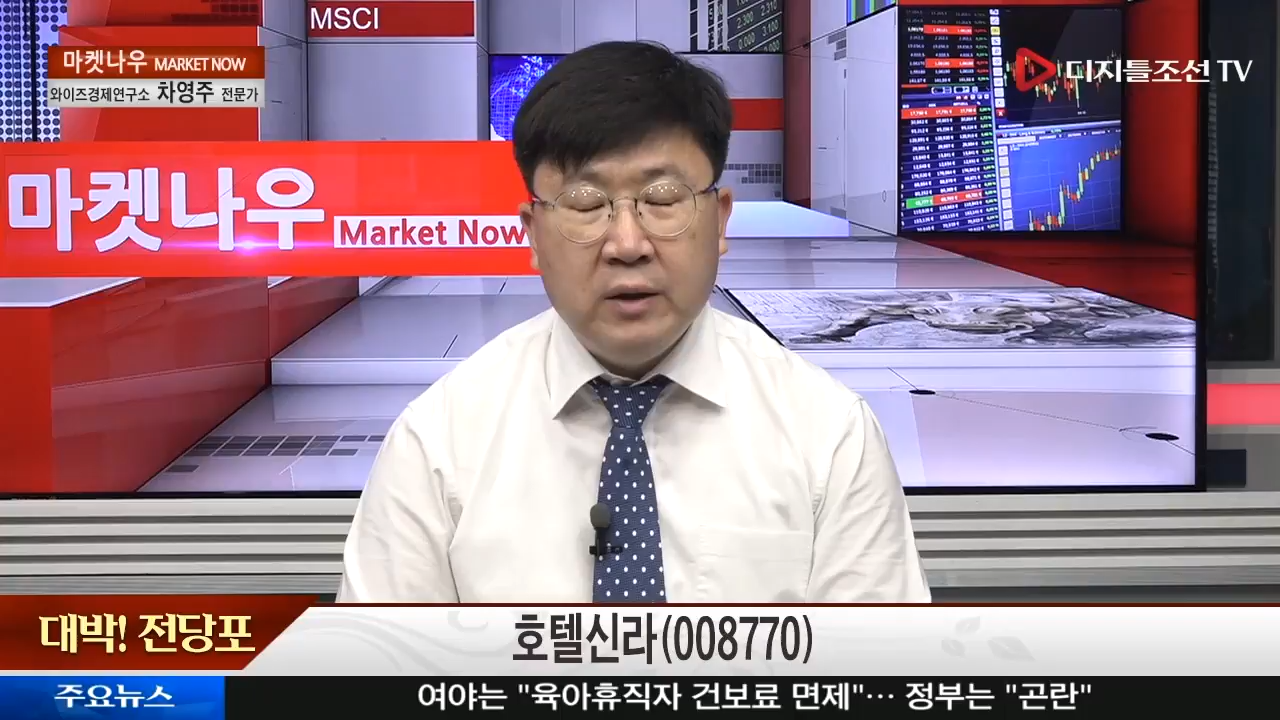 MSCI
마켓나우 MARKET NOW
와이즈경제연구소 차영주 전문가
디지틀조선TV
마켓나우 Market Now
대박! 전당포
호텔신라(008770)
주요뉴스
여야는 "육아휴직자 건보료 면제"… 정부는 "곤란"